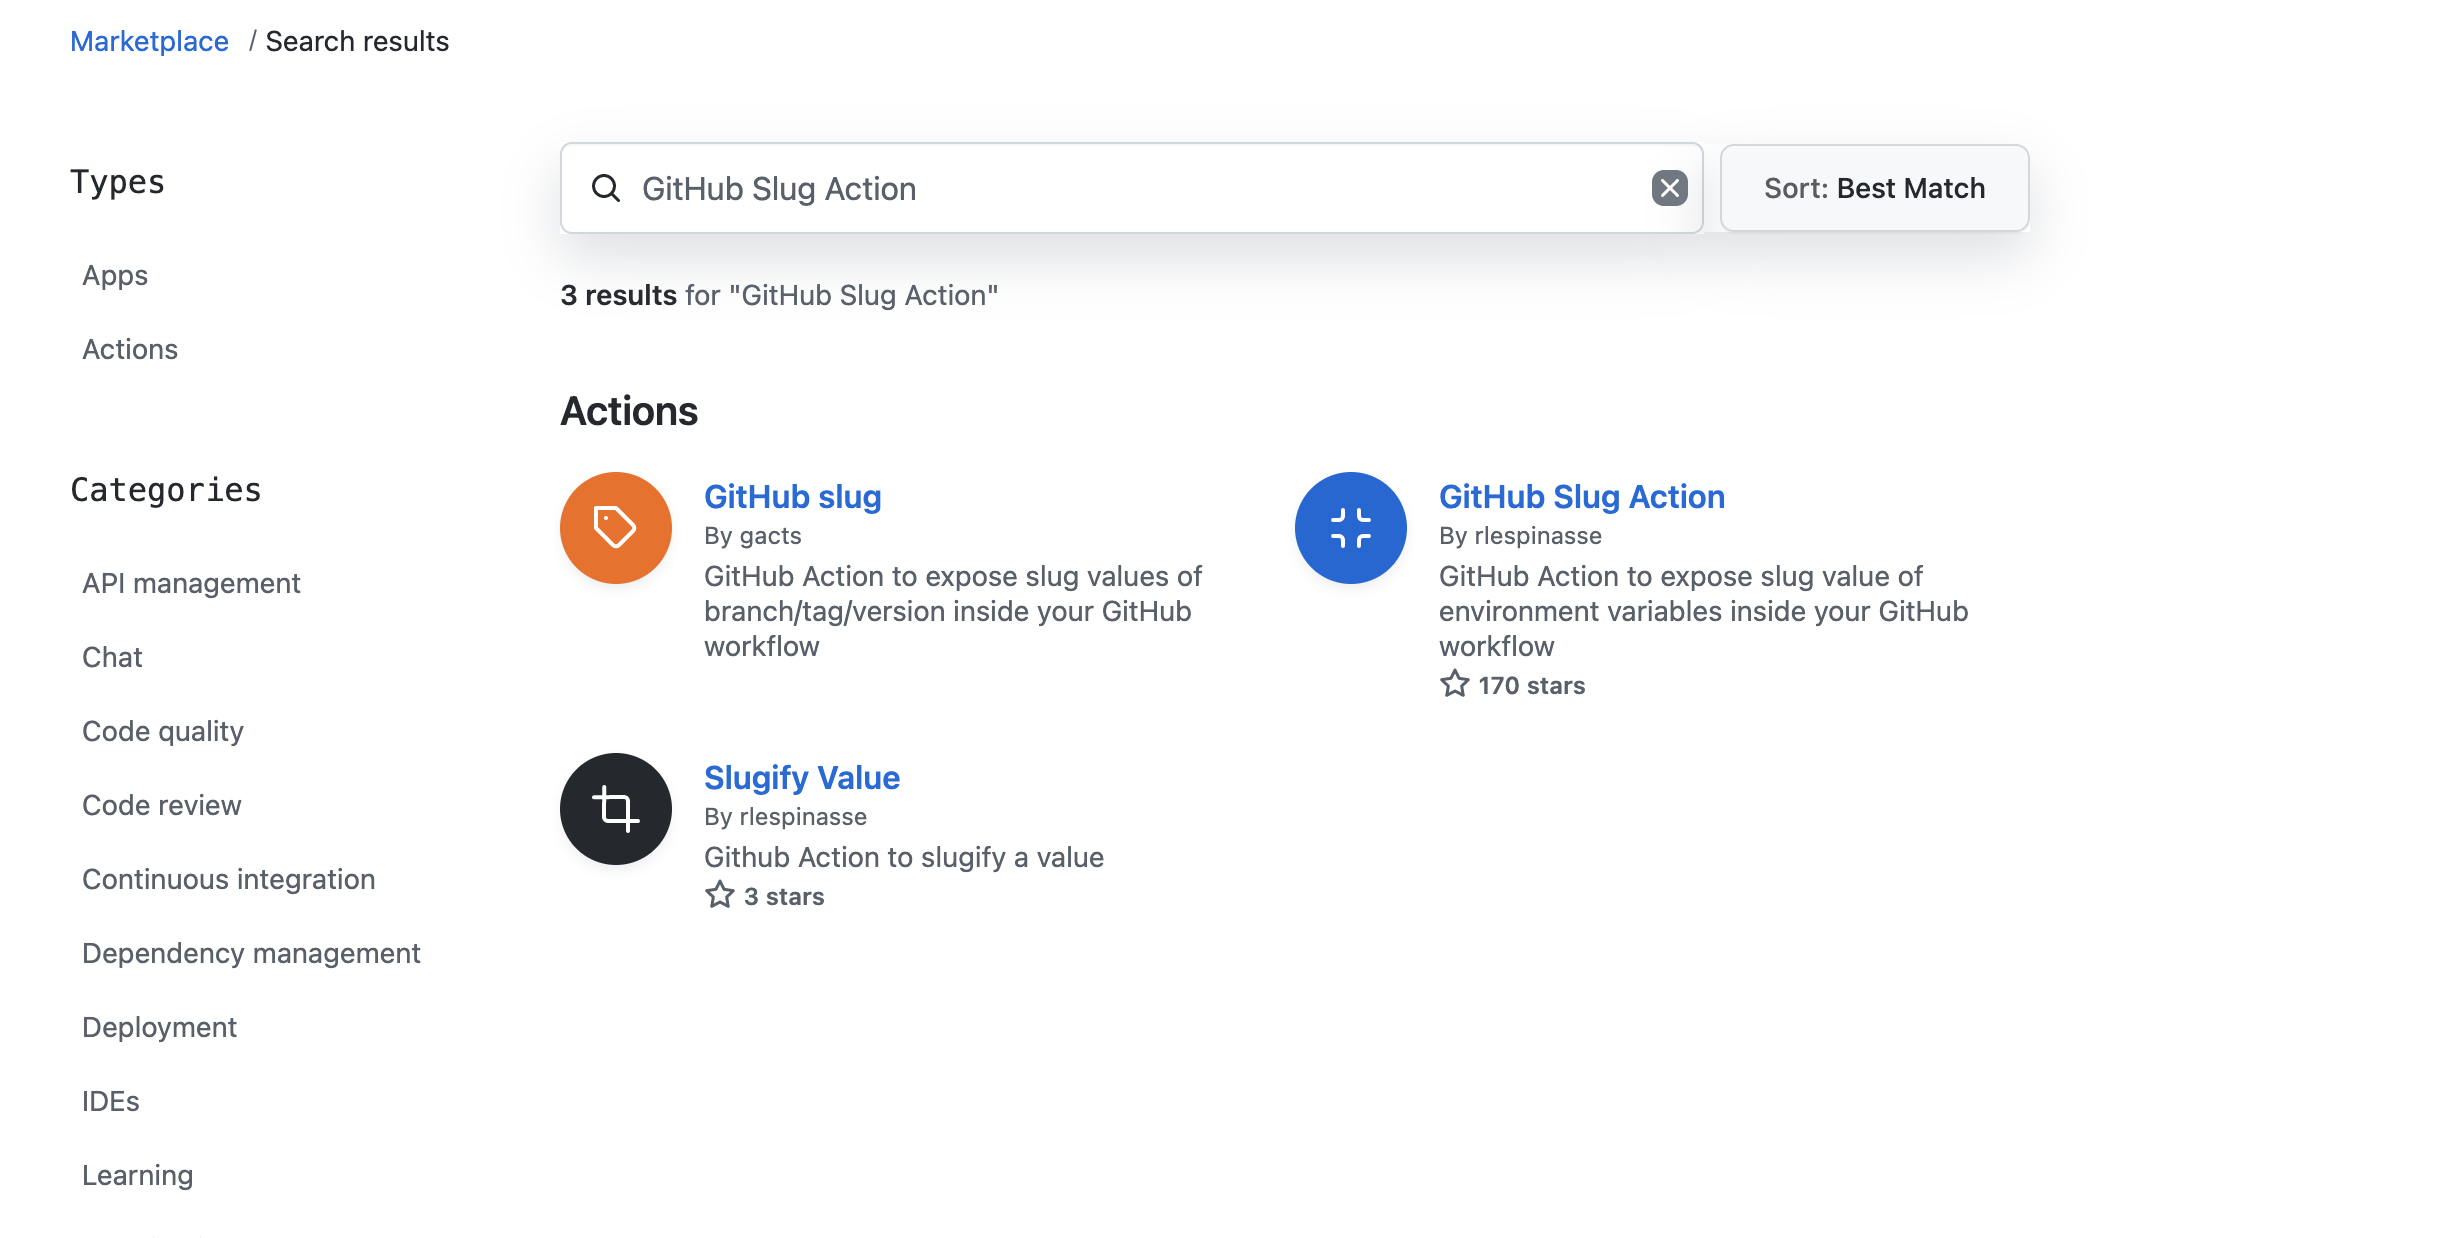 Marketplace / Search results
Types
Apps
Actions
Categories
API management
Chat
Code quality
Code review
Continuous integration
Dependency management
Deployment
IDEs
Learning
GitHub Slug Action
Sort: Best Match
3 results for "GitHub Slug Action"
Actions
GitHub slug
By gacts
GitHub Action to expose slug values of
branch/tag/version inside your GitHub
workflow
GitHub Slug Action
By rlespinasse
GitHub Action to expose slug value of
environment variables inside your GitHub
workflow
170 stars
Slugify Value
By rlespinasse
Github Action to slugify a value
3 stars